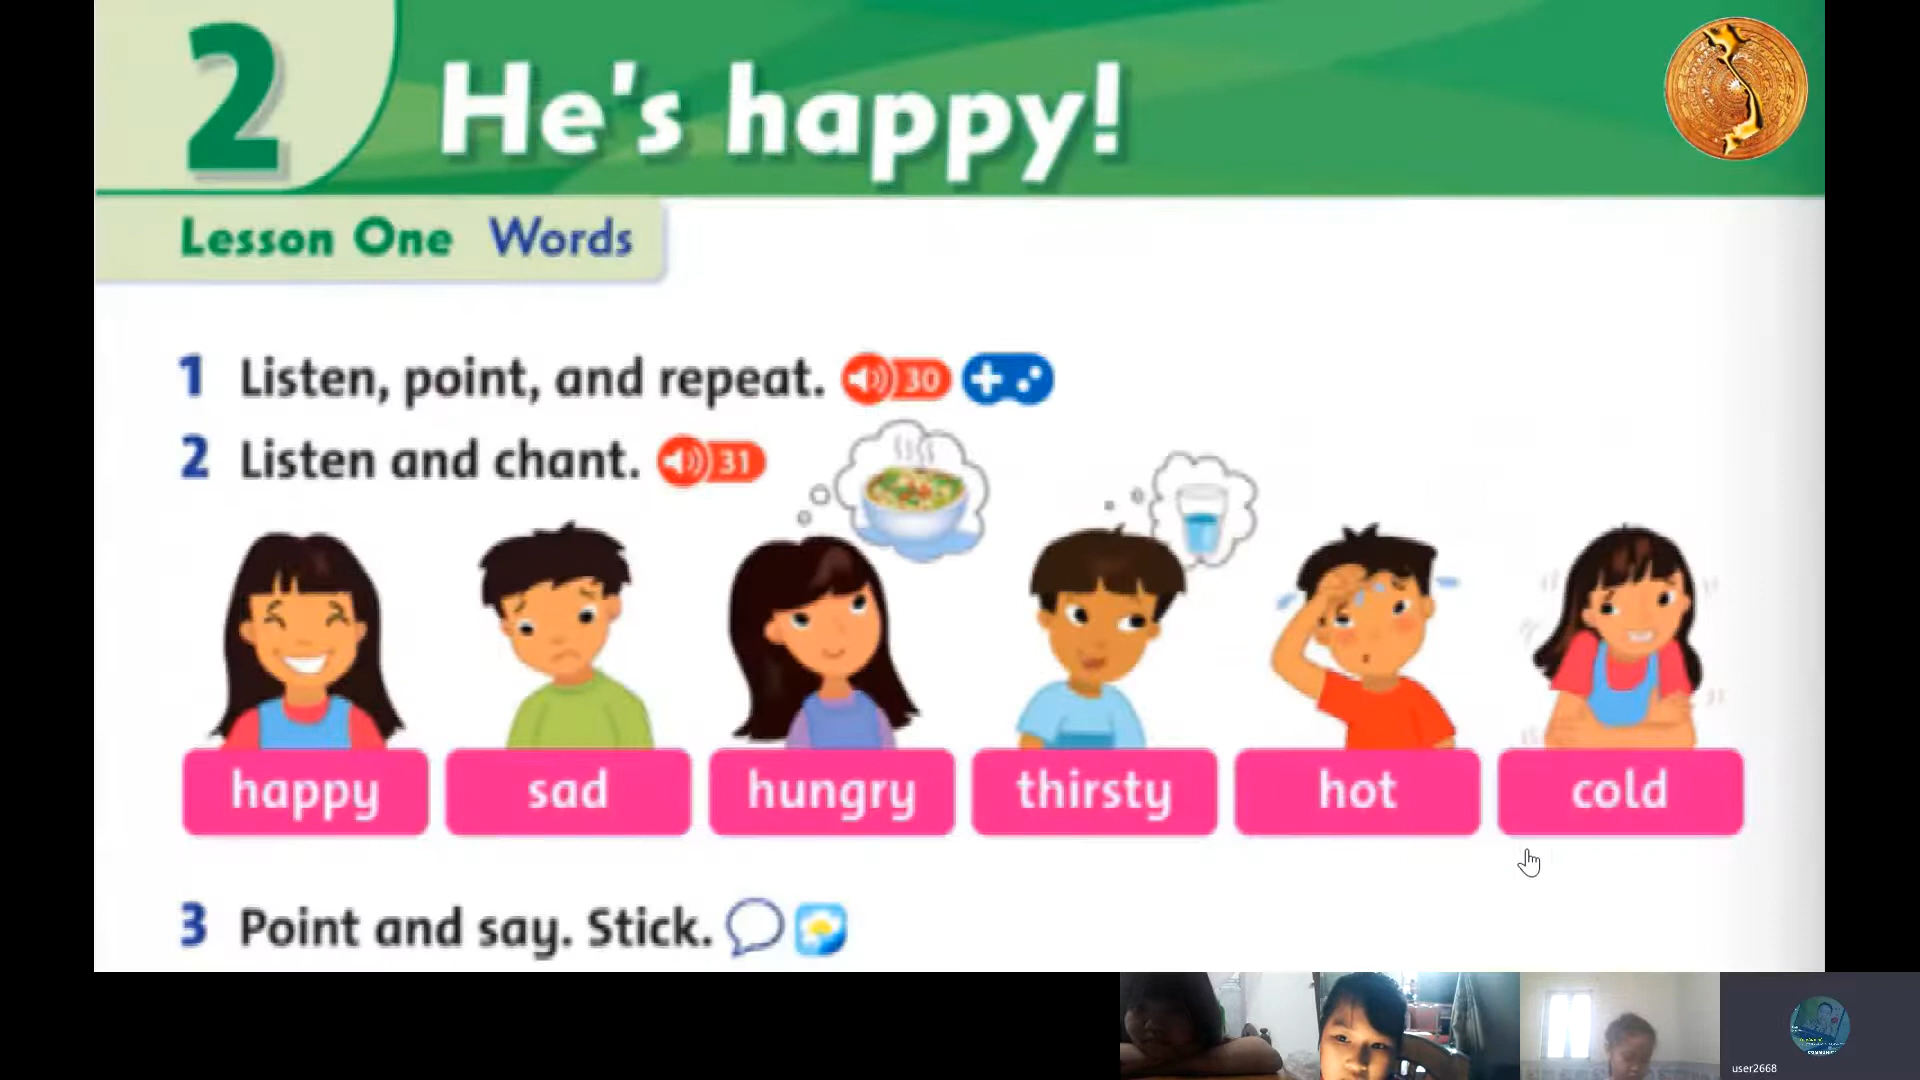 2
He's happy!
Lesson One Words
1 Listen, point, and repeat. 30
2 Listen and chant. 31
happy sad hungry thirsty hot cold
3 Point and say. Stick.
user2668